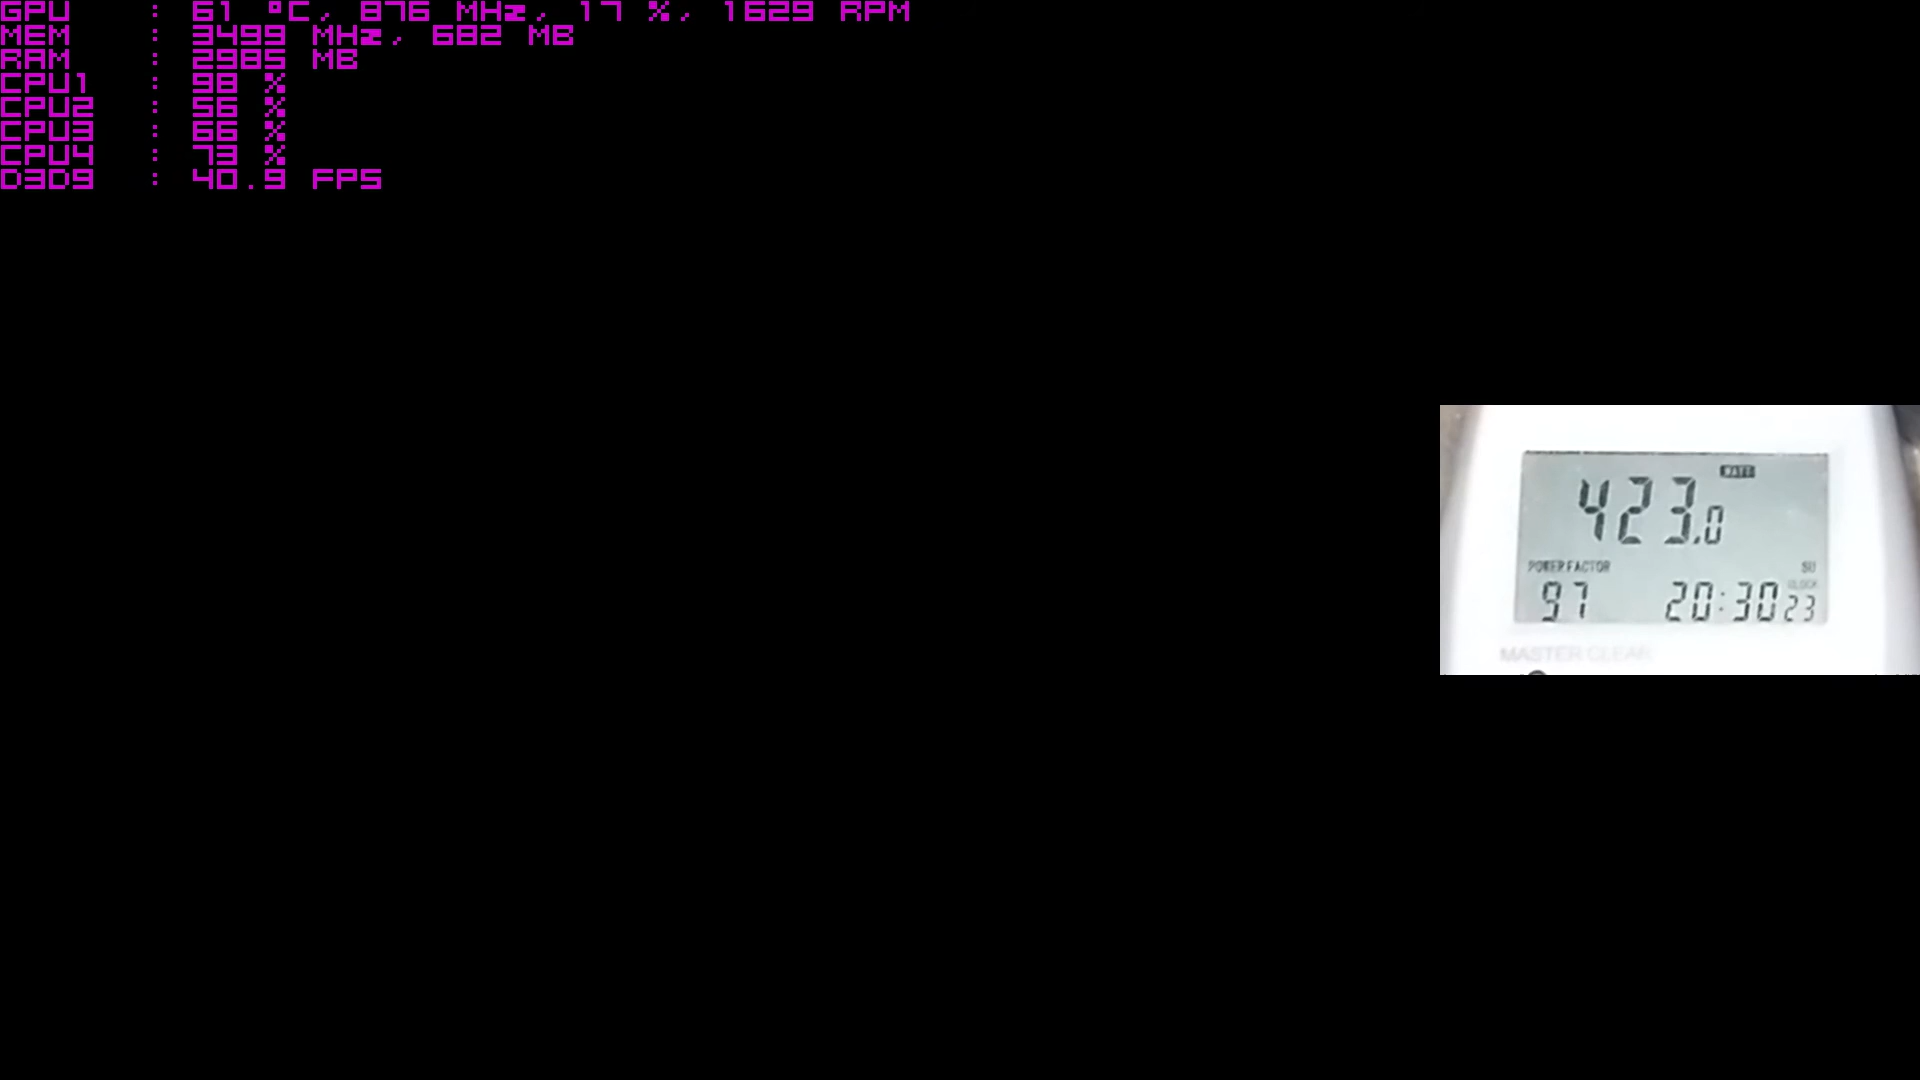 GPU : 61 °C, 876 MHz, 17 %, 1629 RPM
MEM : 3499 MHz, 682 MB
RAM : 2985 MB
CPU1 : 98 %
CPU2 : 56 %
CPU3 : 66 %
CPU4 : 73 %
D3D9 : 40.9 FPS
WATT
423.0
POWER FACTOR SU
CLOCK
97 20:30 23
MASTER CLEAR